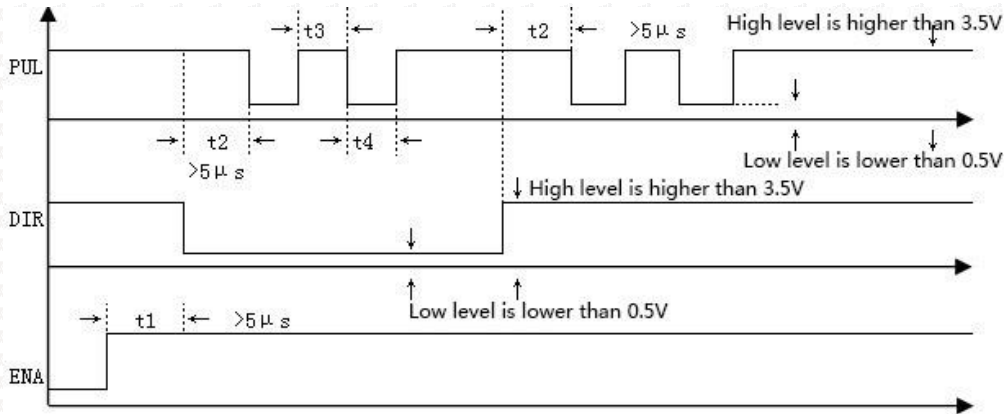 High level is higher than 3.5V
t3
t2
>5μs
PUL
t2
t4
Low level is lower than 0.5V
>5μs
High level is higher than 3.5V
DIR
Low level is lower than 0.5V
t1
>5μs
ENA